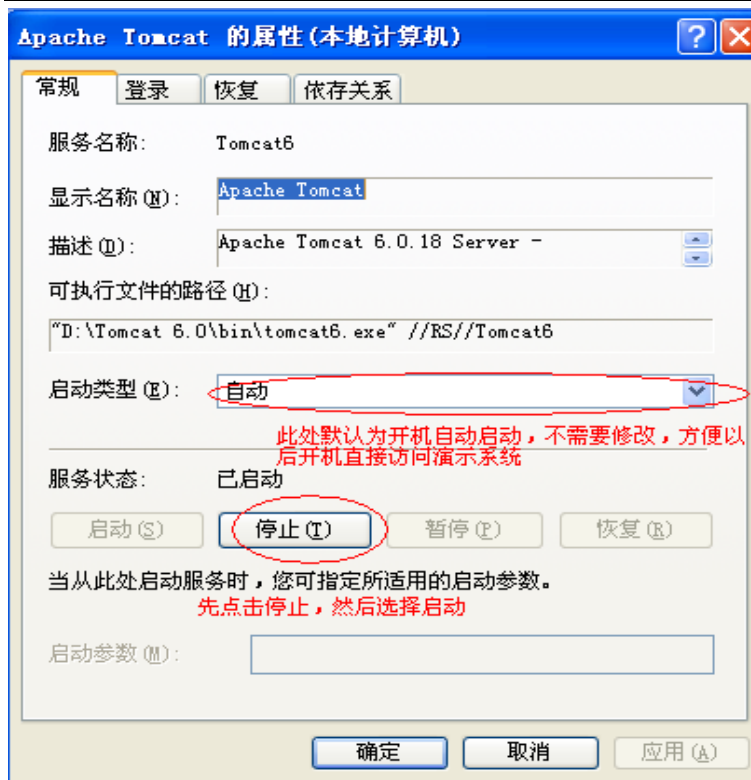 Apache Tomcat 的属性(本地计算机)
常规 登录 恢复 依存关系
服务名称: Tomcat6
显示名称(N): Apache Tomcat
描述(D): Apache Tomcat 6.0.18 Server -
可执行文件的路径(H):
"D:\Tomcat 6.0\bin\tomcat6.exe" //RS//Tomcat6
启动类型(E): 自动
此处默认为开机自动启动，不需要修改，方便以
后开机直接访问演示系统
服务状态: 已启动
启动(S) 停止(T) 暂停(P) 恢复(R)
当从此处启动服务时，您可指定所适用的启动参数。
先点击停止，然后选择启动
启动参数(M):
确定 取消 应用(A)